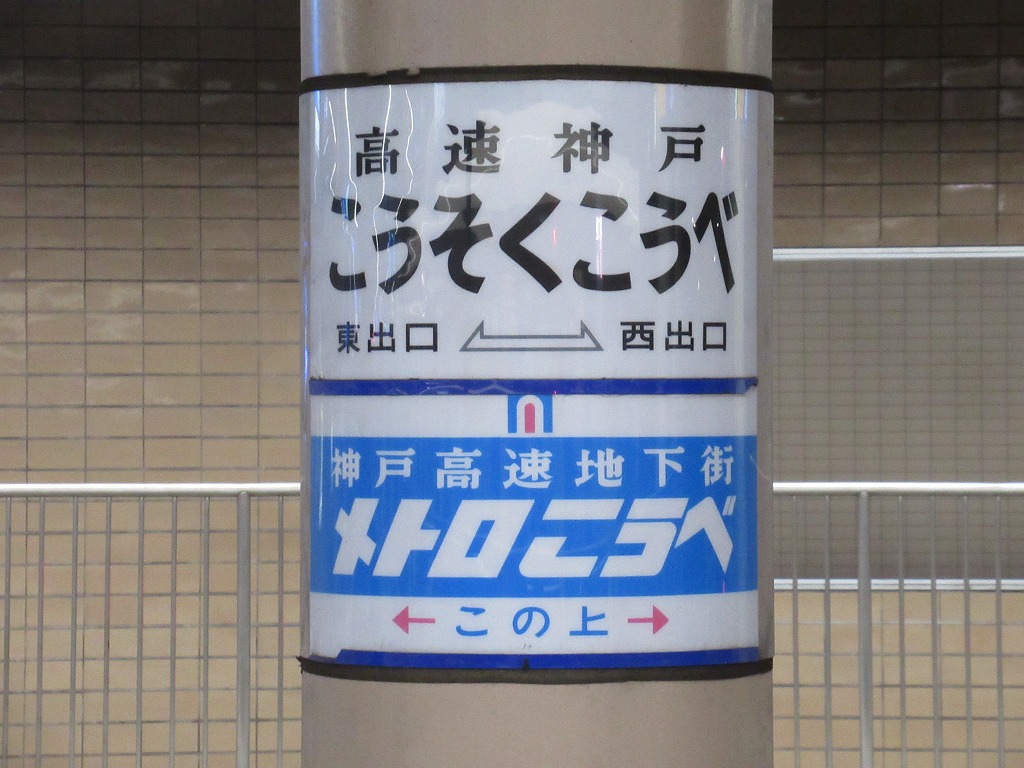 高速神戸
こうそくこうべ
東出口 西出口
神戸高速地下街
メトロこうべ
← この上 →